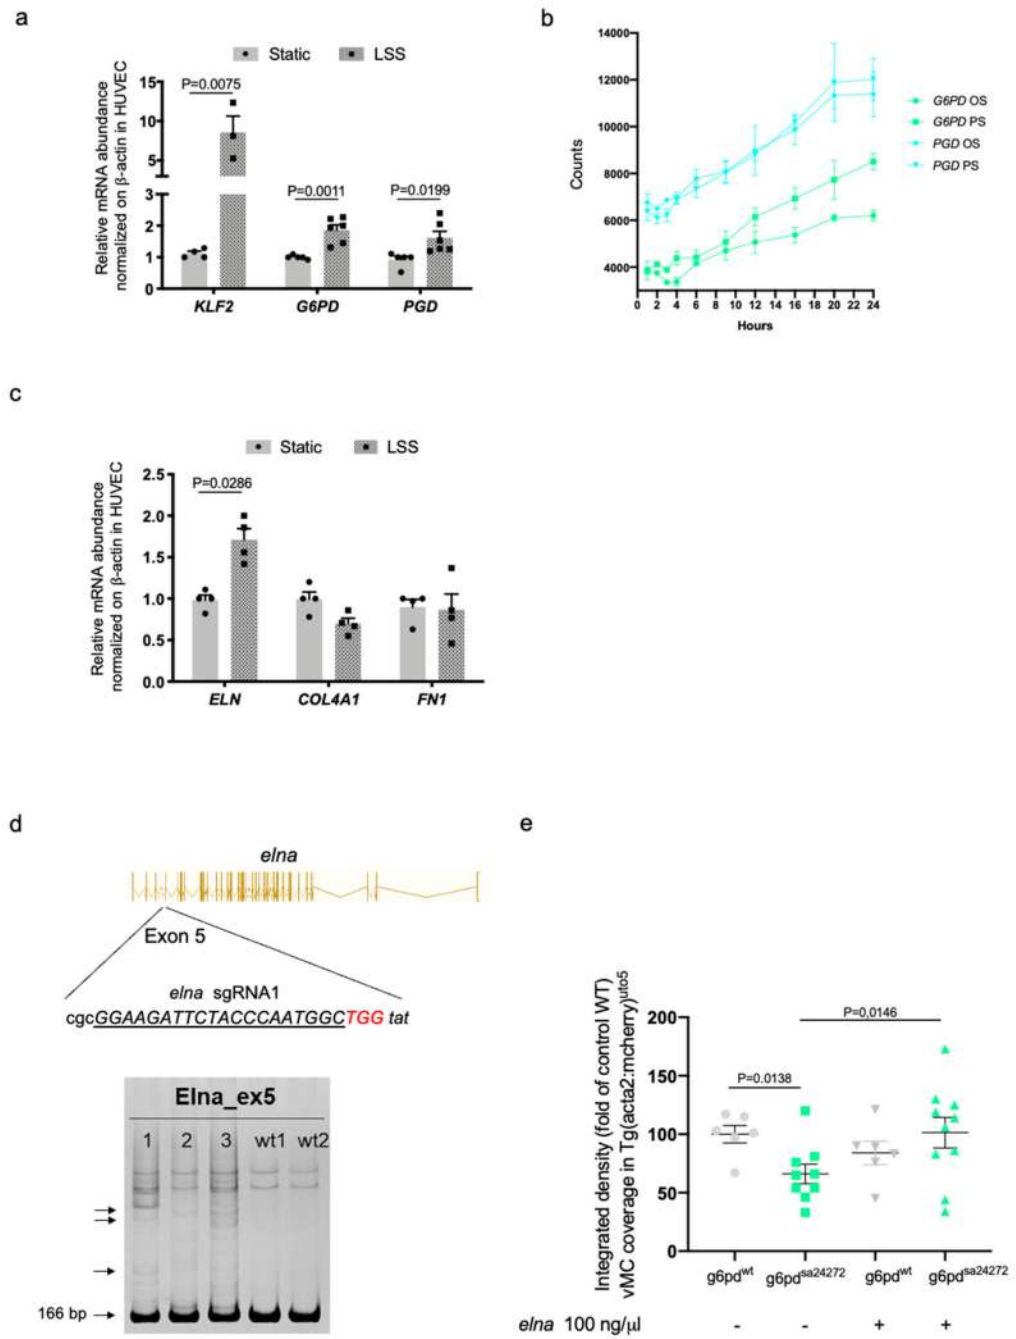 a
Static LSS
Relative mRNA abundance
normalized on β-actin in HUVEC
15
10
5
3
2
1
0
P=0.0075
P=0.0011
P=0.0199
KLF2 G6PD PGD
b
Counts
14000
12000
10000
8000
6000
4000
0 2 4 6 8 10 12 14 16 18 20 22 24
Hours
G6PD OS
G6PD PS
PGD OS
PGD PS
c
Static LSS
Relative mRNA abundance
normalized on β-actin in HUVEC
2.5
2.0
1.5
1.0
0.5
0.0
P=0.0286
ELN COL4A1 FN1
d
elna
Exon 5
elna sgRNA1
cgcGGAAGATTCTACCCAATGGCTGG tat
Elna_ex5
1 2 3 wt1 wt2
166 bp
e
Integrated density (fold of control WT)
vMC coverage in Tg(acta2:mcherry)uto5
200
150
100
50
0
P=0.0138
P=0,0146
g6pdwt g6pdsa24272 g6pdwt g6pdsa24272
elna 100 ng/µl - - + +